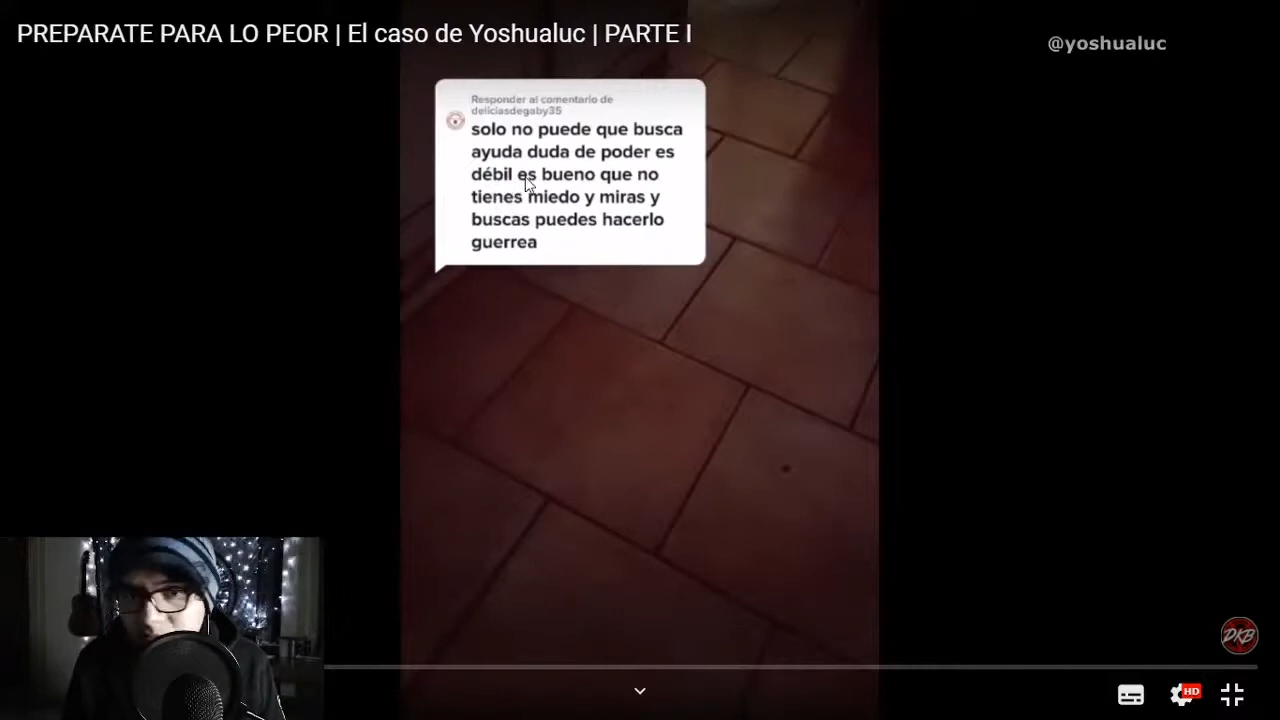 PREPARATE PARA LO PEOR | El caso de Yoshualuc | PARTE I
@yoshualuc
Responder al comentario de
deliciasdegaby35
solo no puede que busca
ayuda duda de poder es
débil es bueno que no
tienes miedo y miras y
buscas puedes hacerlo
guerrea
DKB
HD